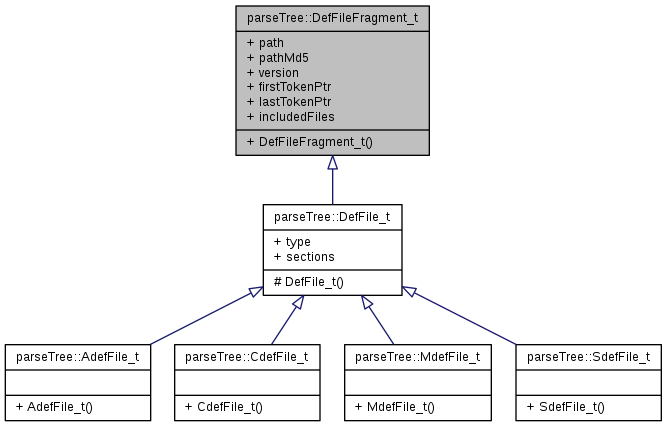 parseTree::DefFileFragment_t
+ path
+ pathMd5
+ version
+ firstTokenPtr
+ lastTokenPtr
+ includedFiles
+ DefFileFragment_t()
parseTree::DefFile_t
+ type
+ sections
# DefFile_t()
parseTree::AdefFile_t
+ AdefFile_t()
parseTree::CdefFile_t
+ CdefFile_t()
parseTree::MdefFile_t
+ MdefFile_t()
parseTree::SdefFile_t
+ SdefFile_t()